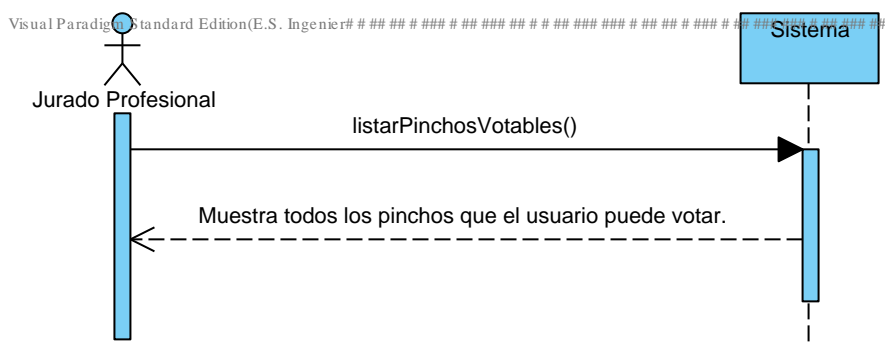 Visual Paradigm Standard Edition(E.S. Ingenier# # ## ## # ### # ## ### ## # # ## ### ### # ## ## # ### # ## ### ### # ## ### ##
Sistema
Jurado Profesional
listarPinchosVotables()
Muestra todos los pinchos que el usuario puede votar.